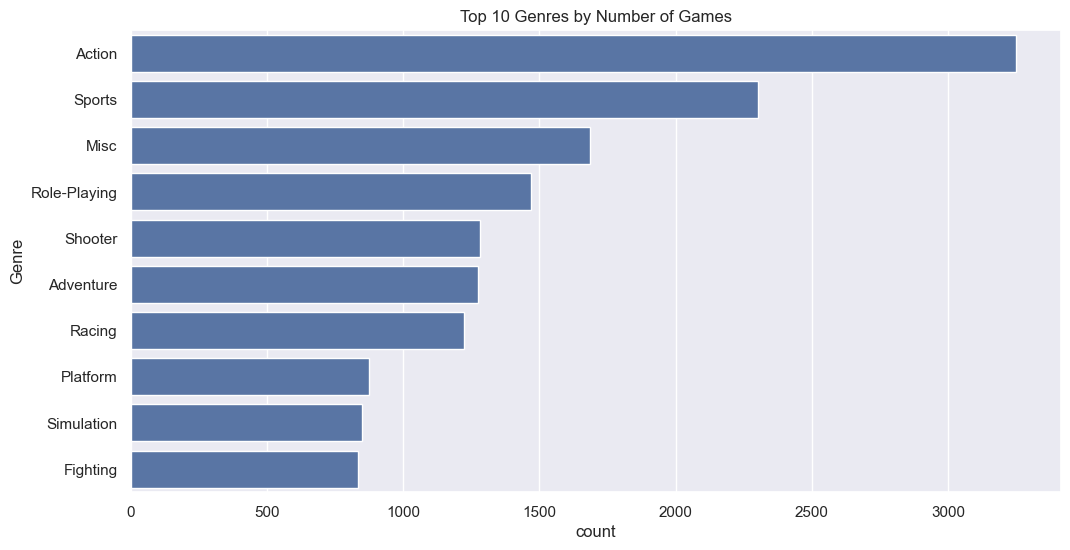 Top 10 Genres by Number of Games
Genre
Action
Sports
Misc
Role-Playing
Shooter
Adventure
Racing
Platform
Simulation
Fighting
0 500 1000 1500 2000 2500 3000
count